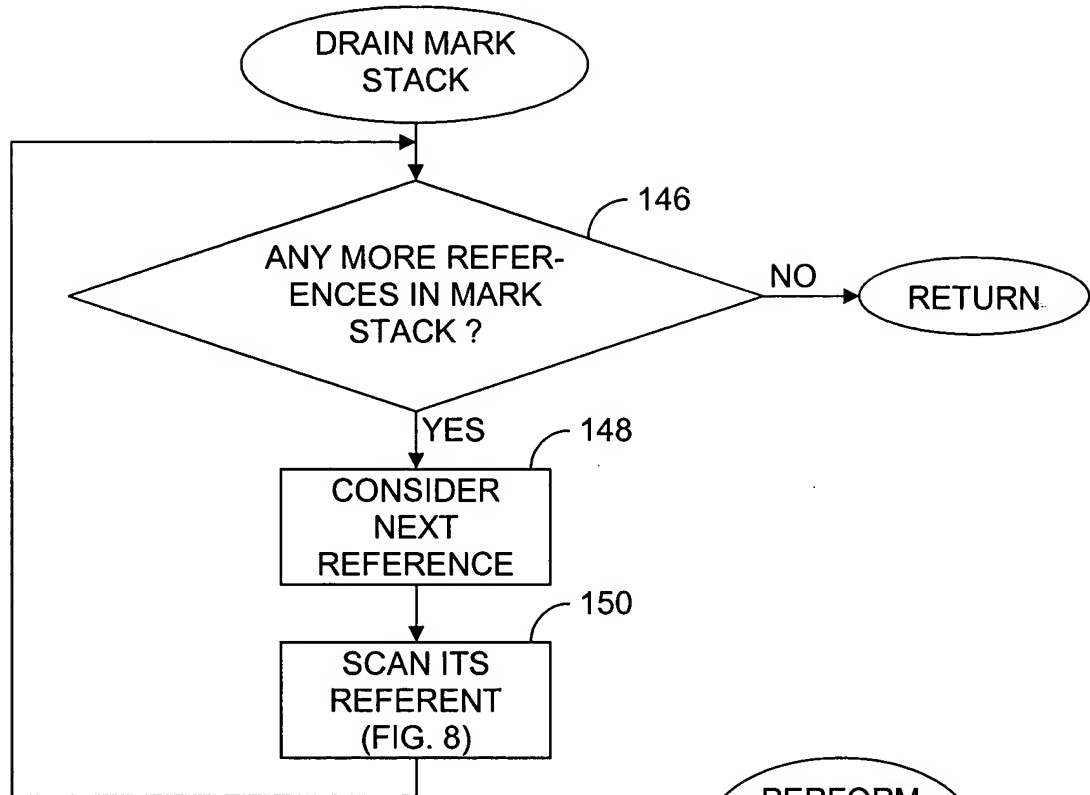 DRAIN MARK
STACK
146
ANY MORE REFER-
ENCES IN MARK
STACK ?
NO
RETURN
YES
148
CONSIDER
NEXT
REFERENCE
150
SCAN ITS
REFERENT
(FIG. 8)
PERFORM